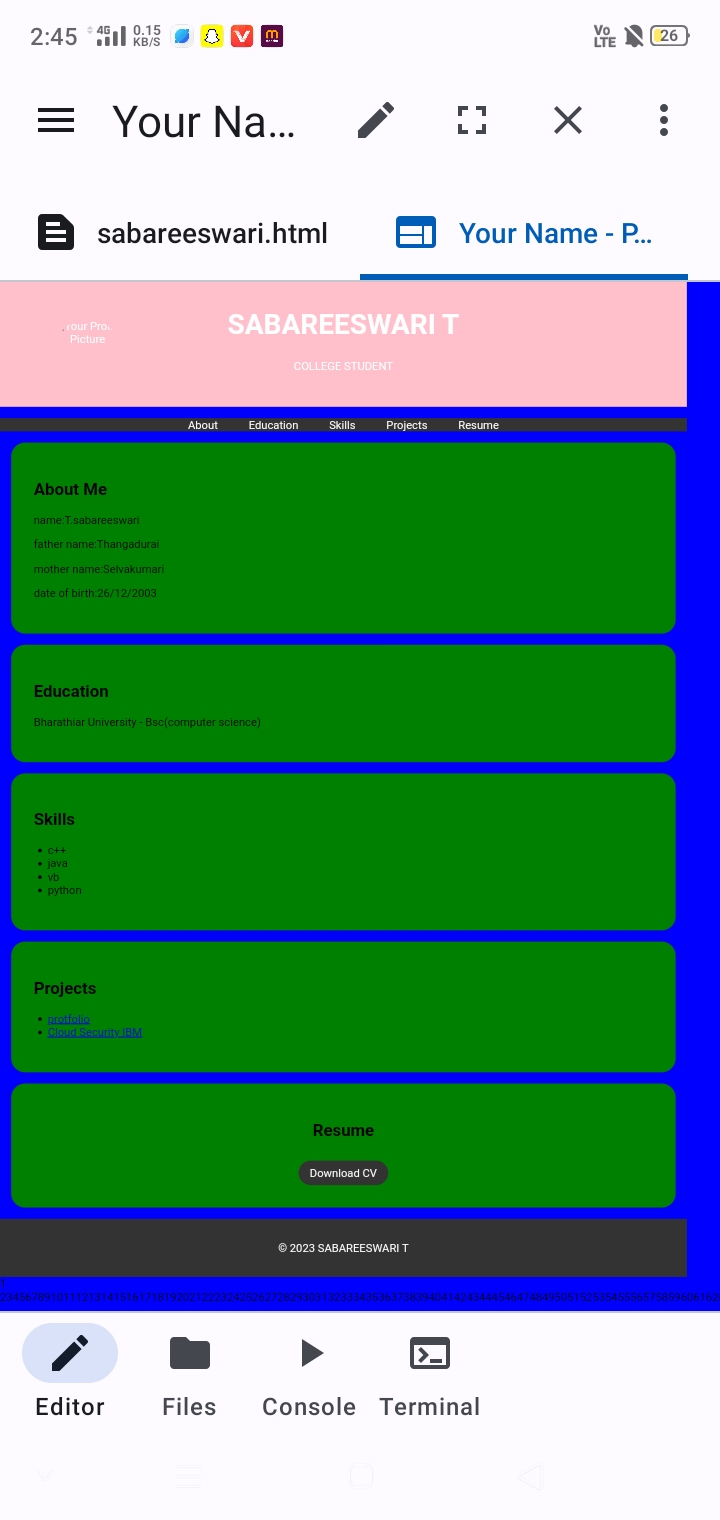 2:45 4G 0.15 KB/S Vo LTE 26
Your Na...
sabareeswari.html Your Name - P...
Picture
SABAREESWARI T
COLLEGE STUDENT
About Education Skills Projects Resume
About Me
name:T.sabareeswari
father name:Thangadurai
mother name:Selvakumari
date of birth:26/12/2003
Education
Bharathiar University - Bsc(computer science)
Skills
c++
java
vb
python
Projects
protfolio
Cloud Security IBM
Resume
Download CV
© 2023 SABAREESWARI T
1
Editor Files Console Terminal